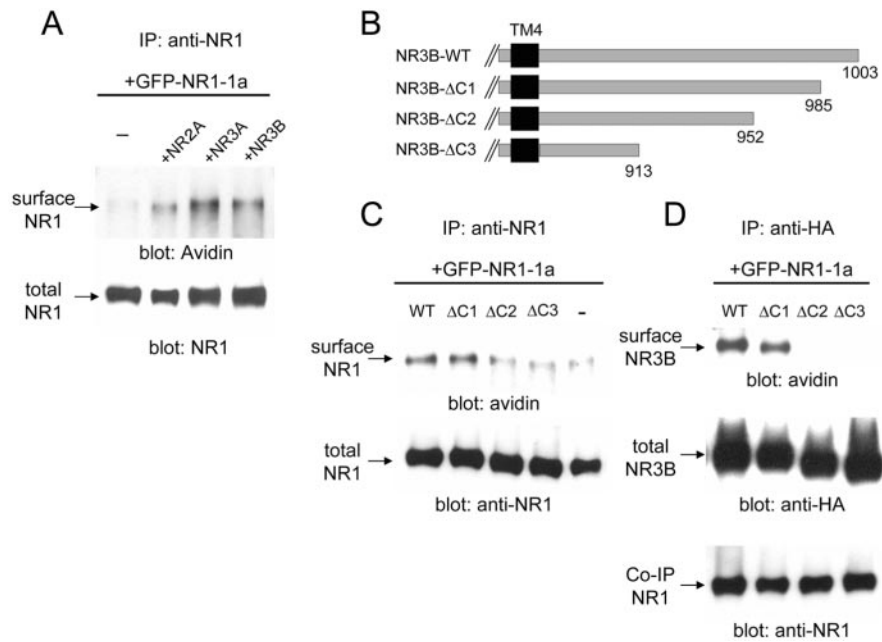 A
IP: anti-NR1
+GFP-NR1-1a
– +NR2A +NR3A +NR3B
surface
NR1
blot: Avidin
total
NR1
blot: NR1
B
TM4
NR3B-WT
1003
NR3B-ΔC1
985
NR3B-ΔC2
952
NR3B-ΔC3
913
C
IP: anti-NR1
+GFP-NR1-1a
WT ΔC1 ΔC2 ΔC3 -
surface
NR1
blot: avidin
total
NR1
blot: anti-NR1
D
IP: anti-HA
+GFP-NR1-1a
WT ΔC1 ΔC2 ΔC3
surface
NR3B
blot: avidin
total
NR3B
blot: anti-HA
Co-IP
NR1
blot: anti-NR1